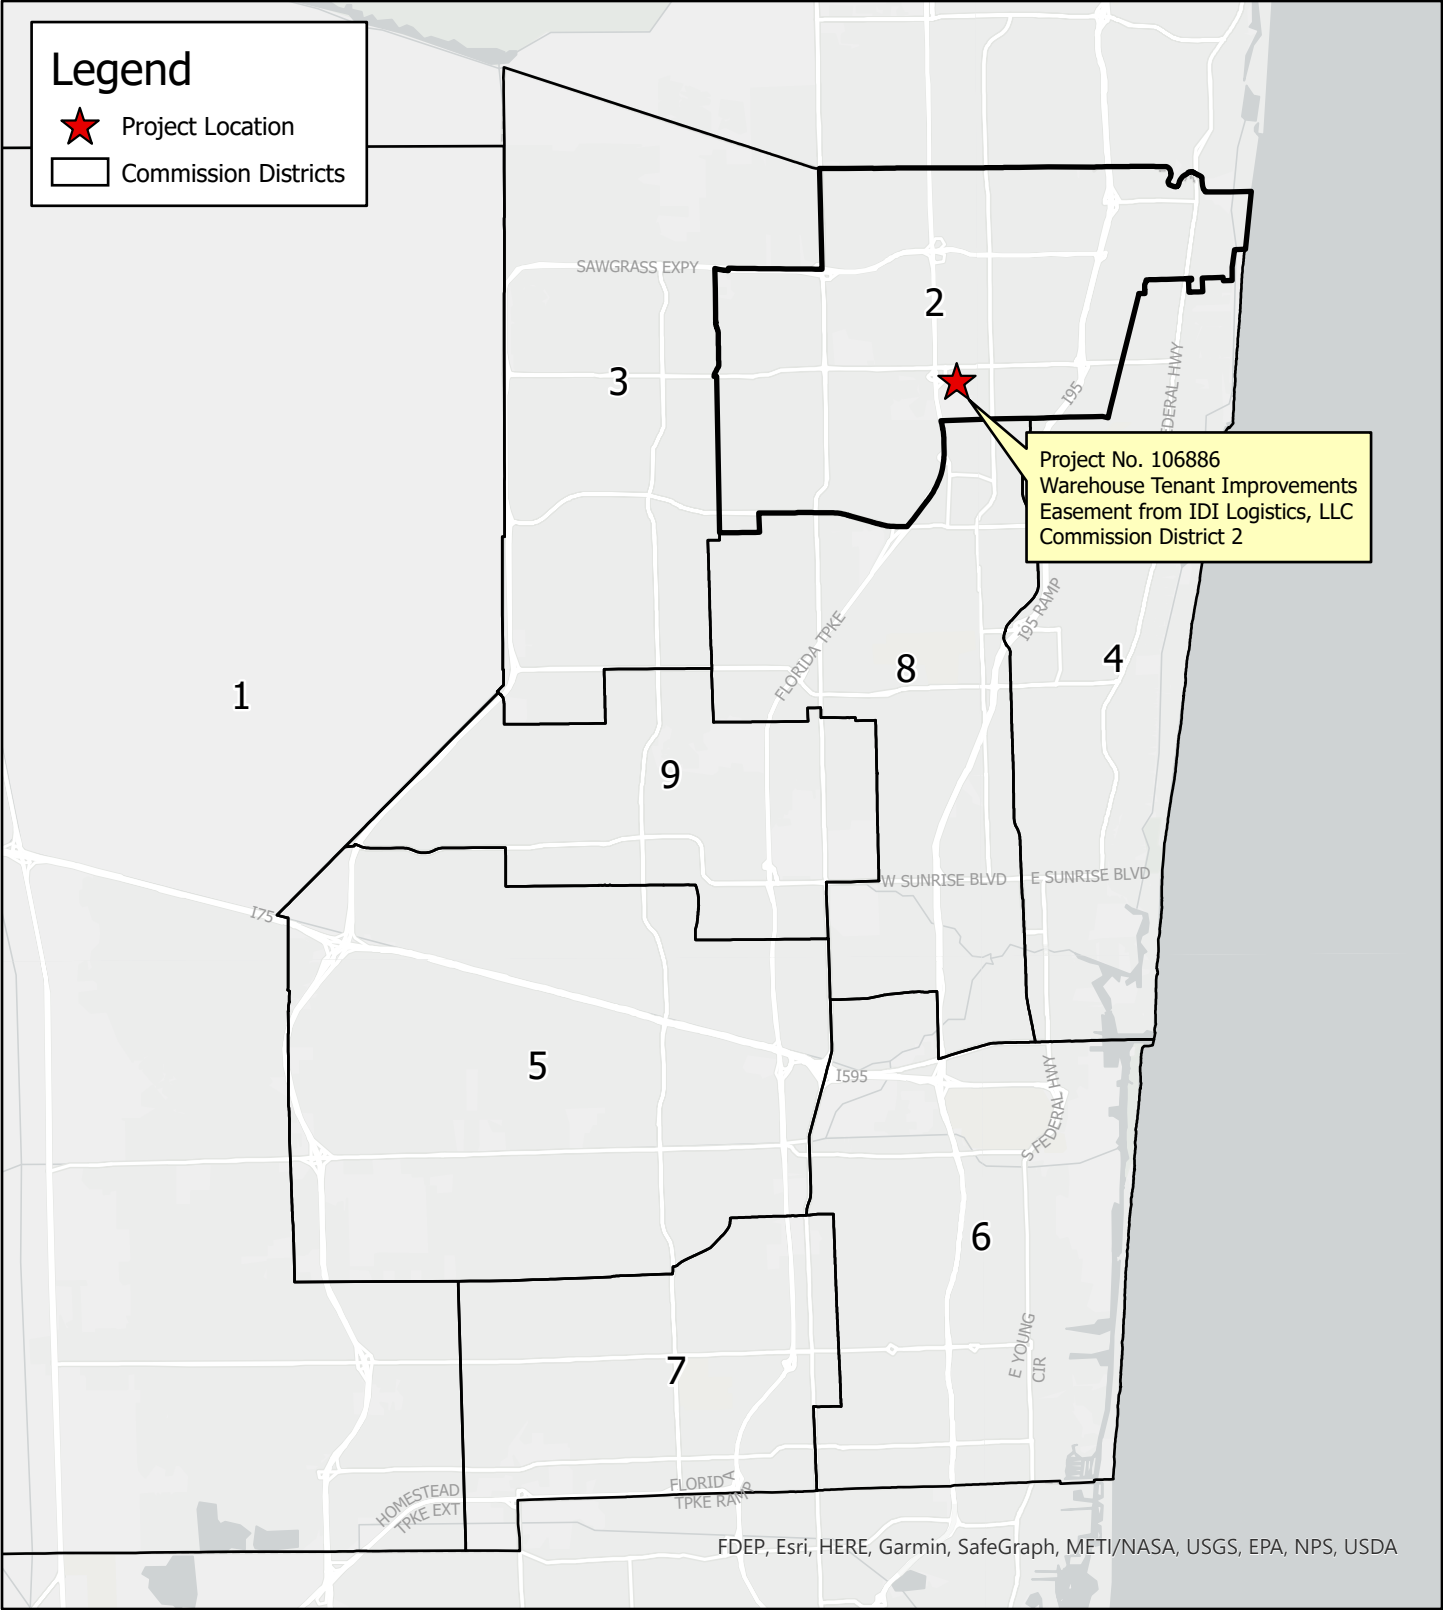 Legend
Project Location
Commission Districts
SAWGRASS EXPY
2
3
I95
EDERAL HWY
Project No. 106886
Warehouse Tenant Improvements
Easement from IDI Logistics, LLC
Commission District 2
I95 RAMP
FLORIDA TPKE
8
4
1
9
W SUNRISE BLVD
E SUNRISE BLVD
I75
5
I595
S FEDERAL HWY
6
E YOUNG
CIR
7
FLORID A
TPKE RAMP
HOMESTEAD
TPKE EXT
FDEP, Esri, HERE, Garmin, SafeGraph, METI/NASA, USGS, EPA, NPS, USDA